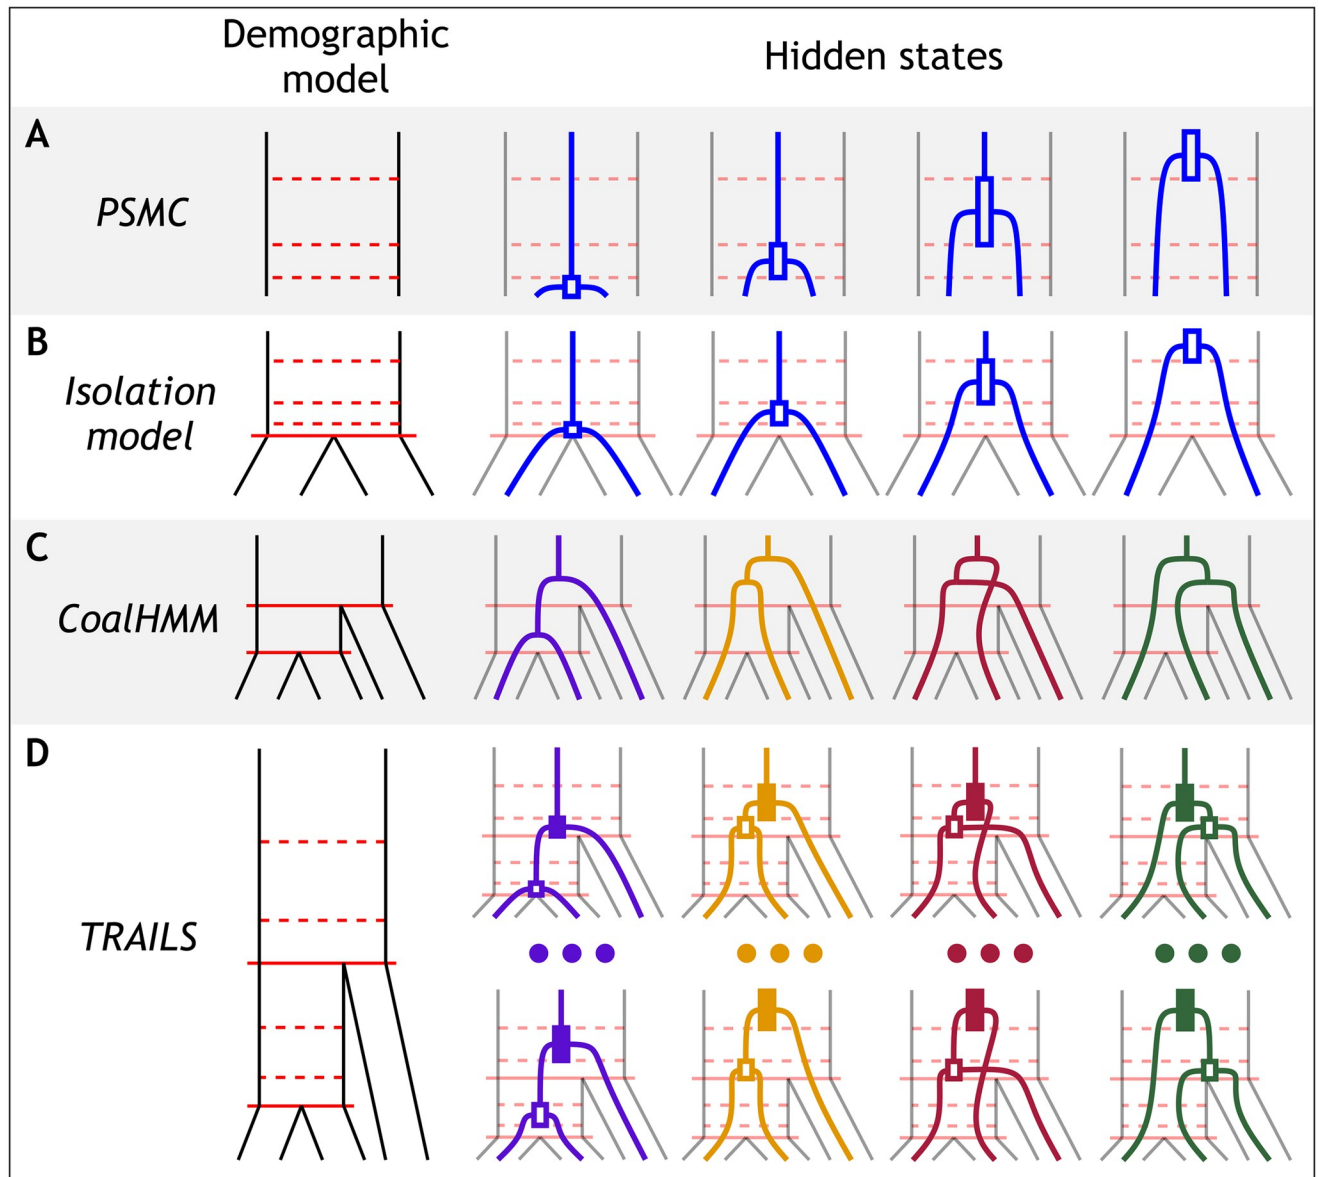 Demographic
model
Hidden states
A
PSMC
B
Isolation
model
C
CoalHMM
D
TRAILS